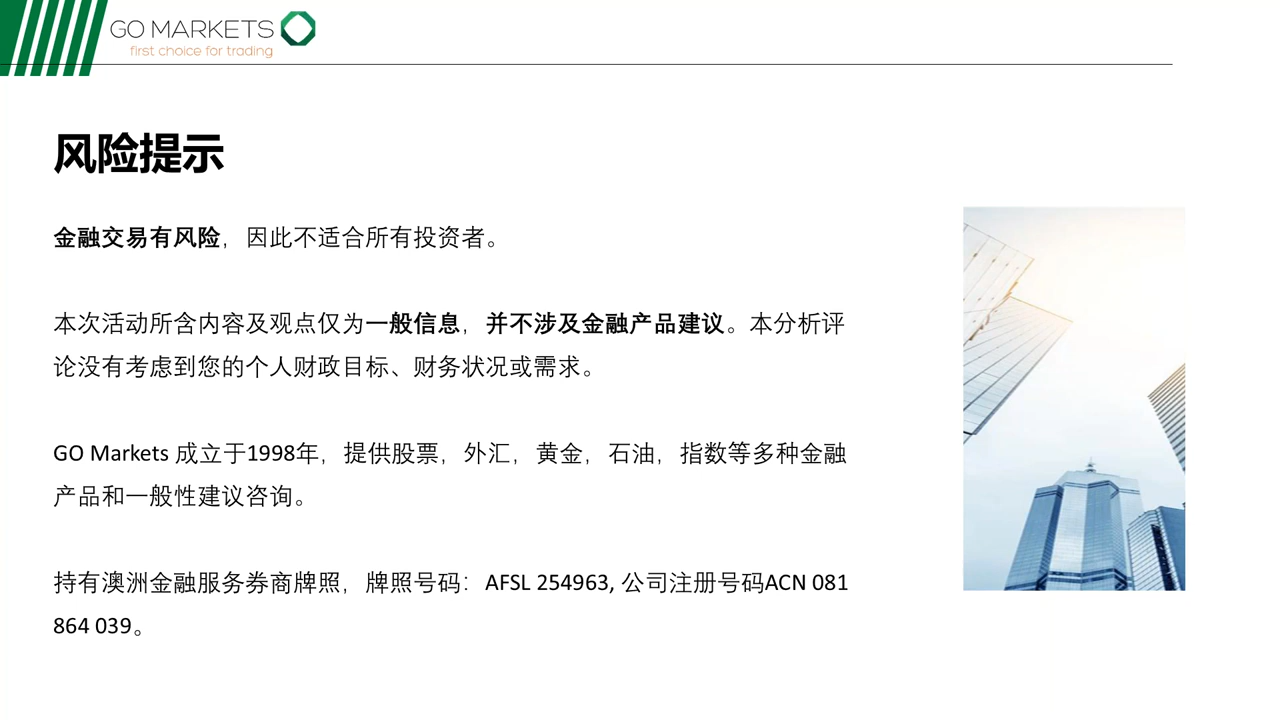 GO MARKETS
first choice for trading
风险提示
金融交易有风险，因此不适合所有投资者。
本次活动所含内容及观点仅为一般信息，并不涉及金融产品建议。本分析评
论没有考虑到您的个人财政目标、财务状况或需求。
GO Markets 成立于1998年，提供股票，外汇，黄金，石油，指数等多种金融
产品和一般性建议咨询。
持有澳洲金融服务券商牌照，牌照号码：AFSL 254963, 公司注册号码ACN 081
864 039。